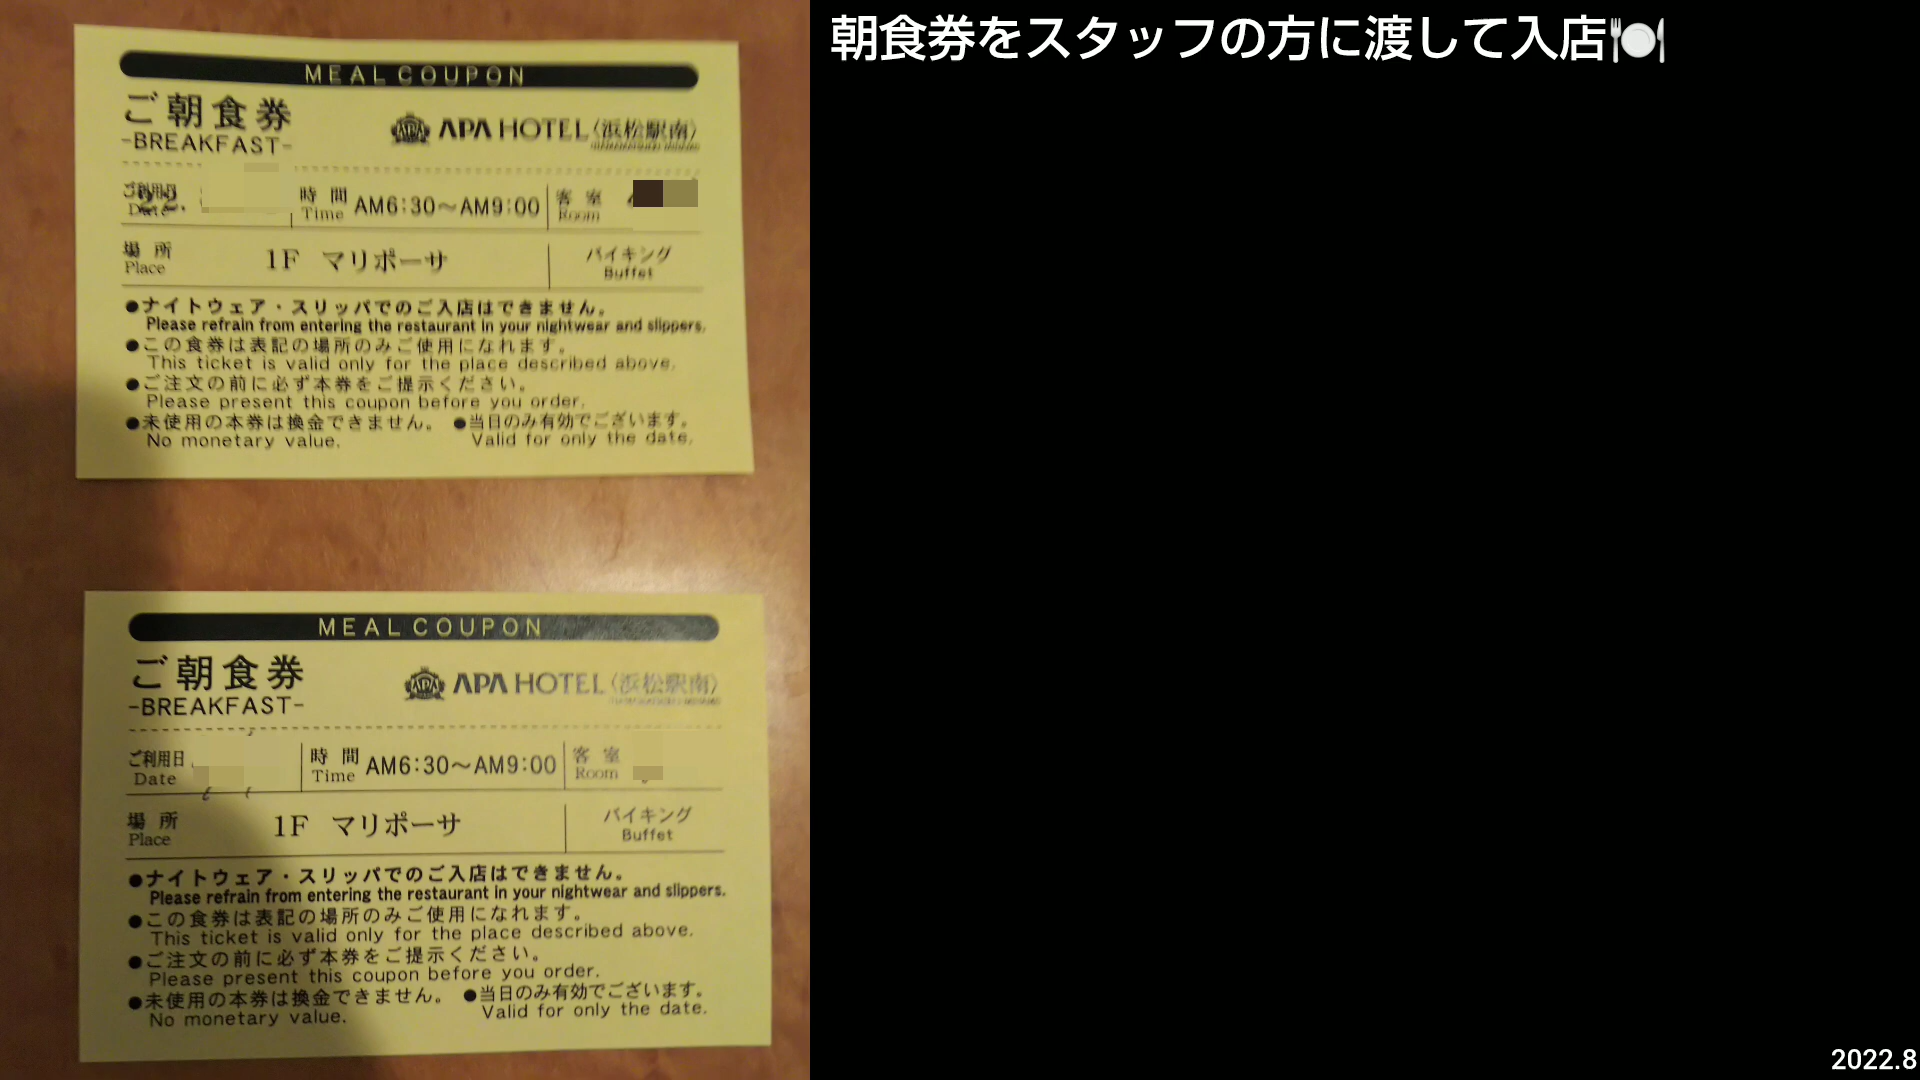 朝食券をスタッフの方に渡して入店🍽️
MEAL COUPON
ご朝食券
-BREAKFAST-
APA HOTEL〈浜松駅南〉
ご利用日 22.
Date
時間 AM6:30～AM9:00
Time
客室
Room
場所 1F マリポーサ
Place
バイキング
Buffet
●ナイトウェア・スリッパでのご入店はできません。
Please refrain from entering the restaurant in your nightwear and slippers.
●この食券は表記の場所のみご使用になれます。
This ticket is valid only for the place described above.
●ご注文の前に必ず本券をご提示ください。
Please present this coupon before you order.
●未使用の本券は換金できません。 ●当日のみ有効でございます。
No monetary value. Valid for only the date.
MEAL COUPON
ご朝食券
-BREAKFAST-
APA HOTEL〈浜松駅南〉
ご利用日
Date
時間 AM6:30～AM9:00
Time
客室
Room
場所 1F マリポーサ
Place
バイキング
Buffet
●ナイトウェア・スリッパでのご入店はできません。
Please refrain from entering the restaurant in your nightwear and slippers.
●この食券は表記の場所のみご使用になれます。
This ticket is valid only for the place described above.
●ご注文の前に必ず本券をご提示ください。
Please present this coupon before you order.
●未使用の本券は換金できません。 ●当日のみ有効でございます。
No monetary value. Valid for only the date.
2022.8